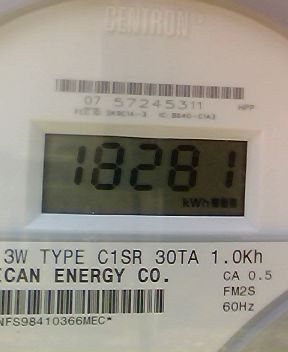 CENTRON®
07 57245311 HPP
18281
kWh
3W TYPE C1SR 30TA 1.0Kh
ICAN ENERGY CO.
CA 0.5
FM2S
60Hz
NFS98410366MEC*